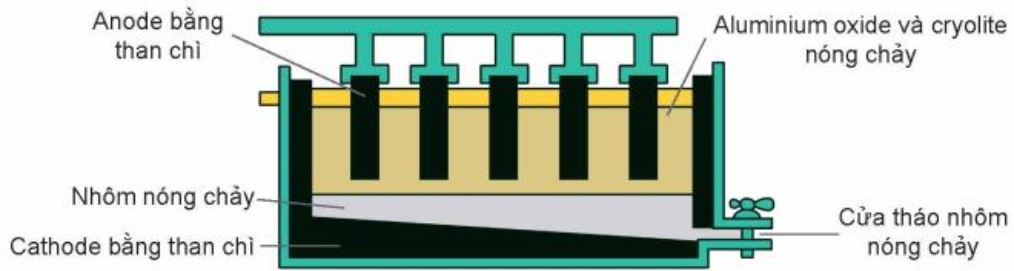 Anode bằng
than chì
Aluminium oxide và cryolite
nóng chảy
Nhôm nóng chảy
Cathode bằng than chì
Cửa tháo nhôm
nóng chảy